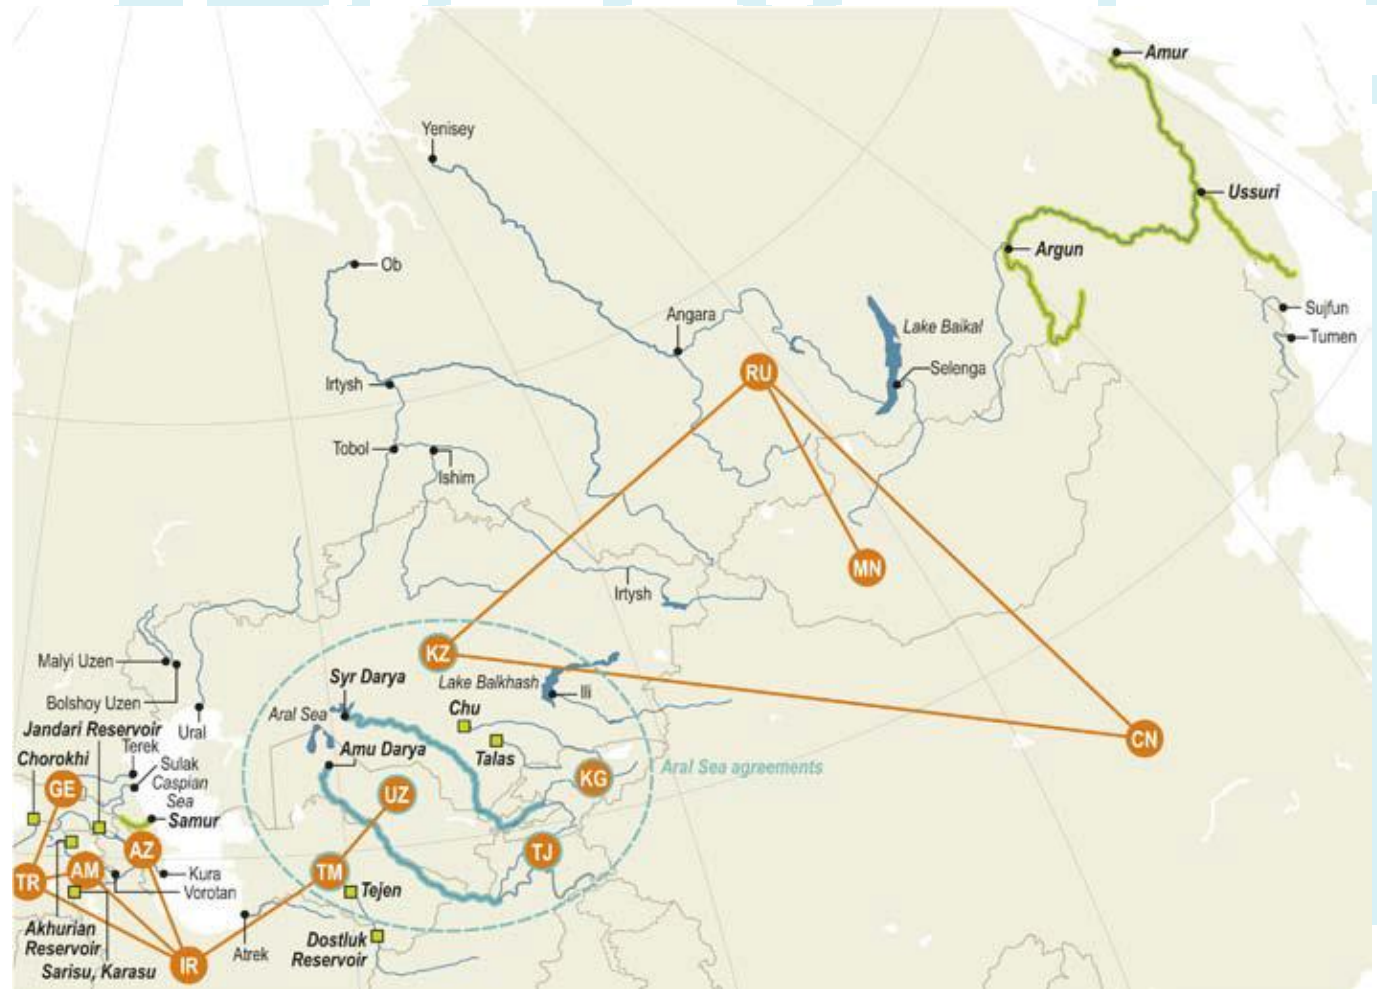 Amur
Yenisey
Ussuri
Argun
Ob
Sujfun
Angara
Lake Baikal
Tumen
RU
Selenga
Irtysh
Tobol
Ishim
MN
Irtysh
KZ
Malyi Uzen
Syr Darya
Lake Balkhash
Ili
Bolshoy Uzen
Chu
Aral Sea
Jandari Reservoir
Ural
CN
Terek
Amu Darya
Talas
Chorokhi
Sulak
Aral Sea agreements
GE
Caspian
Sea
KG
UZ
Samur
AZ
TJ
TR
AM
Kura
TM
Vorotan
Tejen
Akhurian
Reservoir
Dostluk
Reservoir
Atrek
Sarisu, Karasu
IR